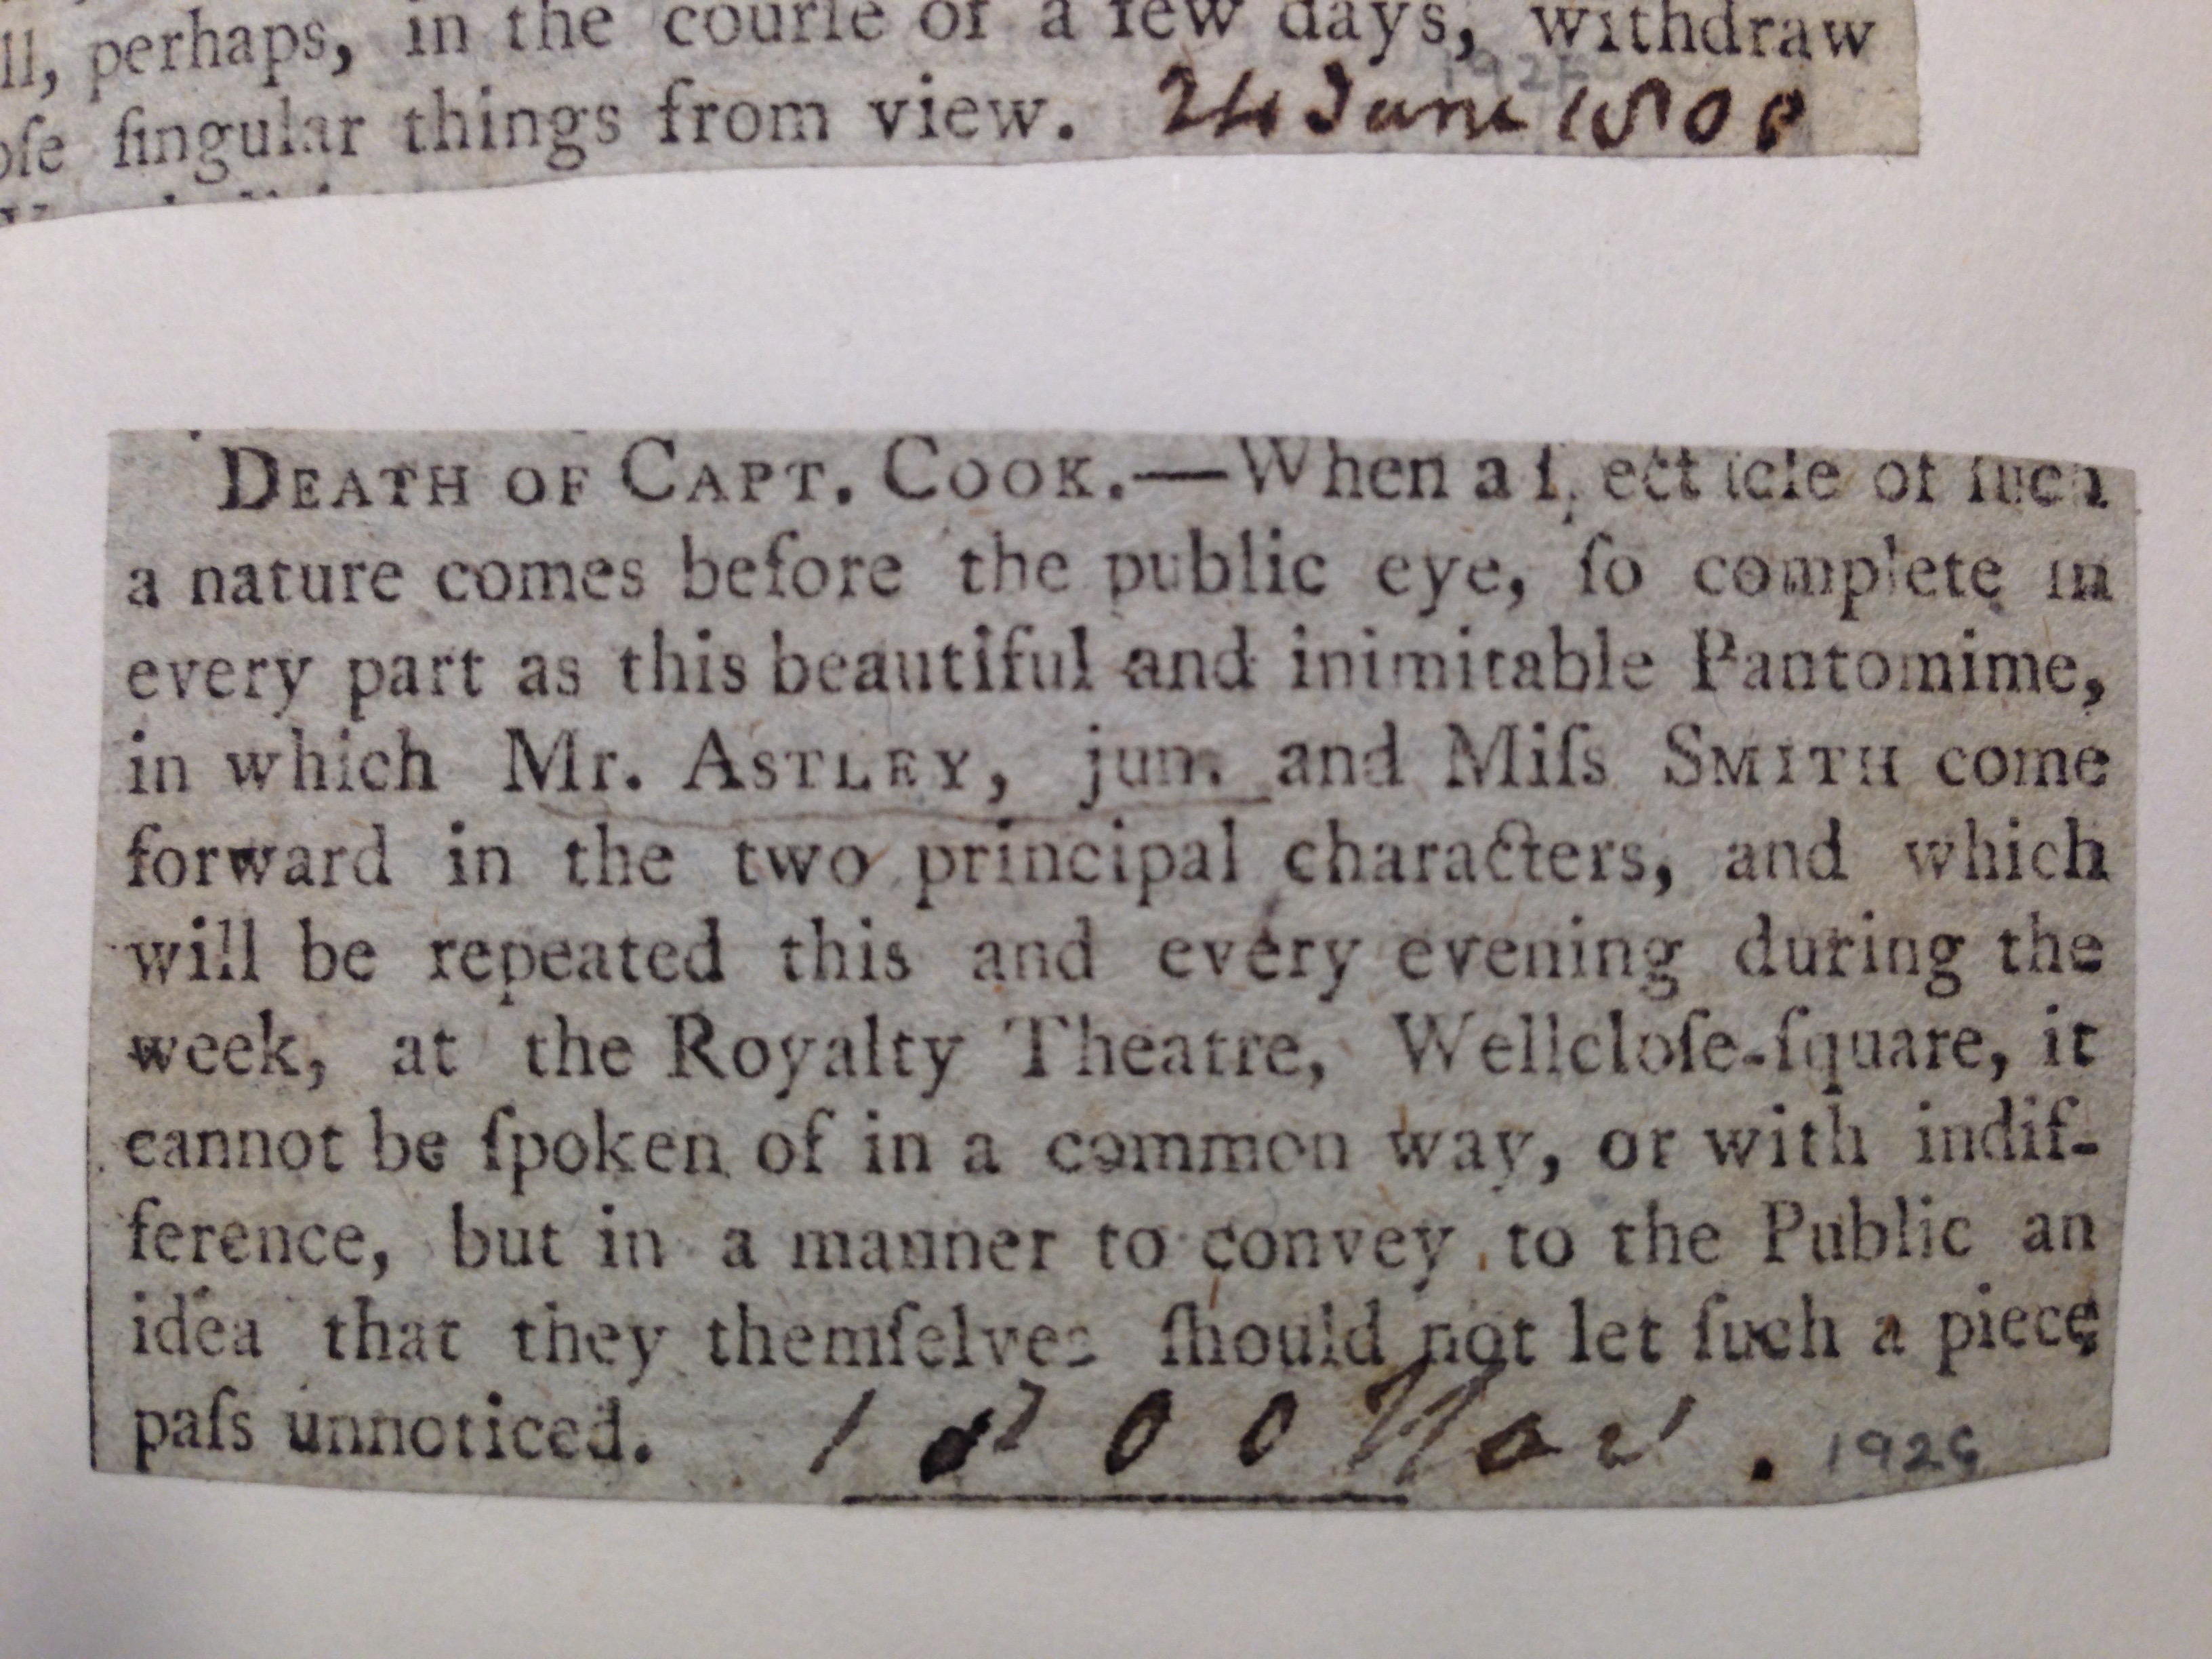 ll, perhaps, in the courſe of a few days, withdraw
oſe ſingular things from view. 24 June 1800
DEATH OF CAPT. COOK.—When a ſpectacle of ſuch
a nature comes before the public eye, ſo complete in
every part as this beautiful and inimitable Pantomime,
in which Mr. ASTLEY, jun. and Miſs SMITH come
forward in the two principal characters, and which
will be repeated this and every evening during the
week, at the Royalty Theatre, Wellcloſe-ſquare, it
cannot be ſpoken of in a common way, or with indif-
ference, but in a manner to convey to the Public an
idea that they themſelves ſhould not let ſuch a piece
paſs unnoticed. 1800 Nov. 1926